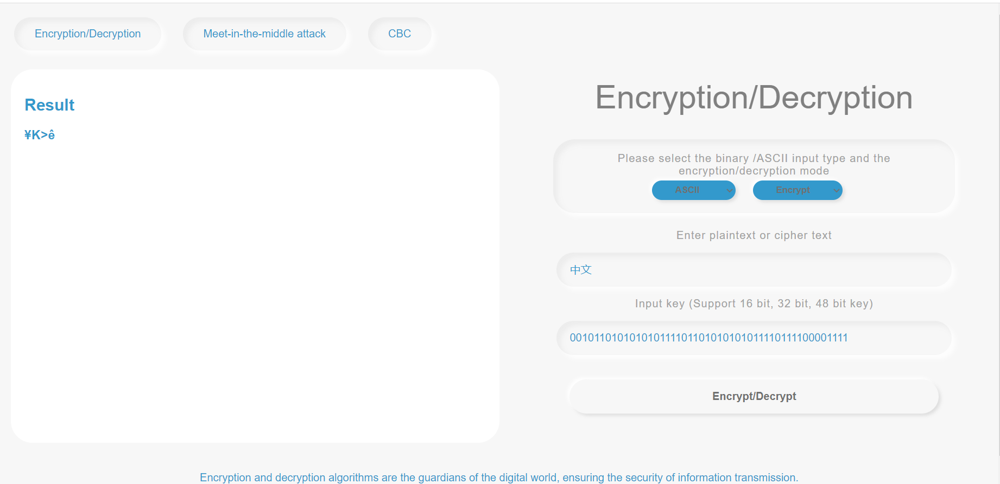 Encryption/Decryption
Meet-in-the-middle attack
CBC
Result
¥K>ê
Encryption/Decryption
Please select the binary /ASCII input type and the
encryption/decryption mode
ASCII
Encrypt
Enter plaintext or cipher text
中文
Input key (Support 16 bit, 32 bit, 48 bit key)
001011010101010111101101010101011110111100001111
Encrypt/Decrypt
Encryption and decryption algorithms are the guardians of the digital world, ensuring the security of information transmission.